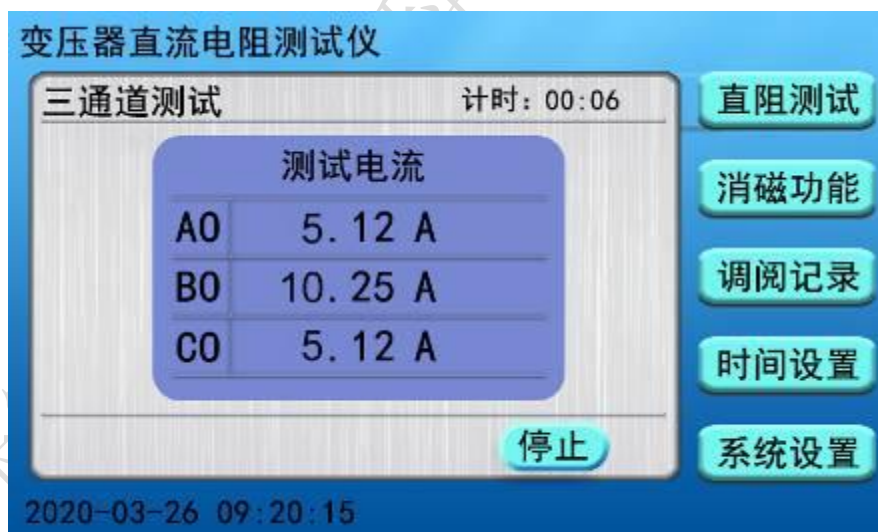 变压器直流电阻测试仪
三通道测试 计时：00:06
测试电流
A0 5.12 A
B0 10.25 A
C0 5.12 A
停止
直阻测试
消磁功能
调阅记录
时间设置
系统设置
2020-03-26 09:20:15